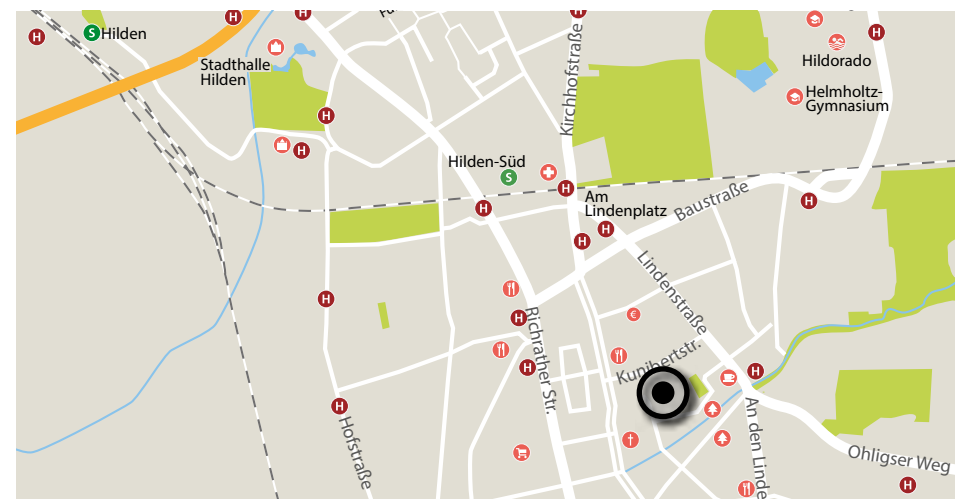 H
H
H
S Hilden
Stadthalle
Hilden
Kirchhofstraße
H
H
Hildorado
Helmholtz-
Gymnasium
H
H
Hilden-Süd
S
H
H
H
Am
Lindenplatz
Baustraße
H
H
H
Lindenstraße
H
€
H
Richrather Str.
Kunibertstr.
H
H
H
Hofstraße
An den Linde
Ohligser Weg
H